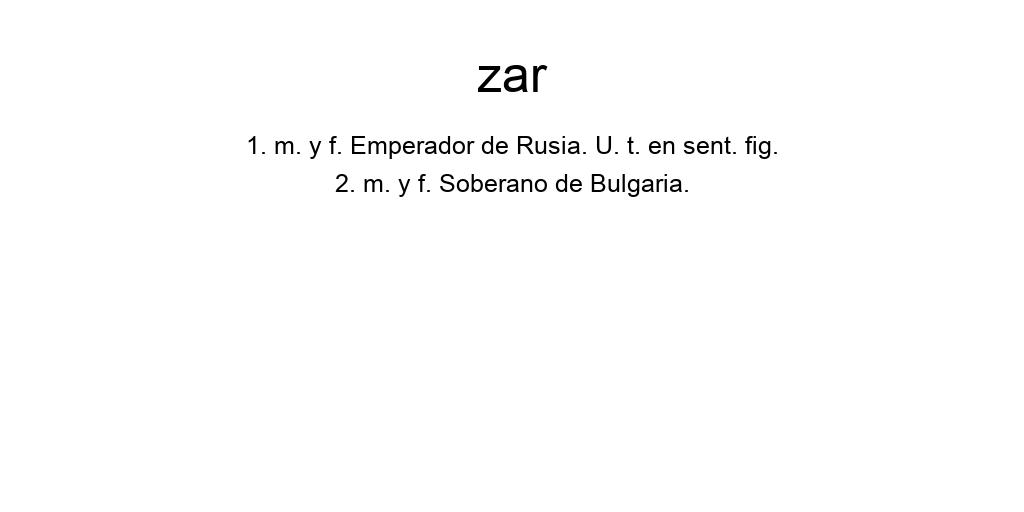 zar
1. m. y f. Emperador de Rusia. U. t. en sent. fig.
2. m. y f. Soberano de Bulgaria.